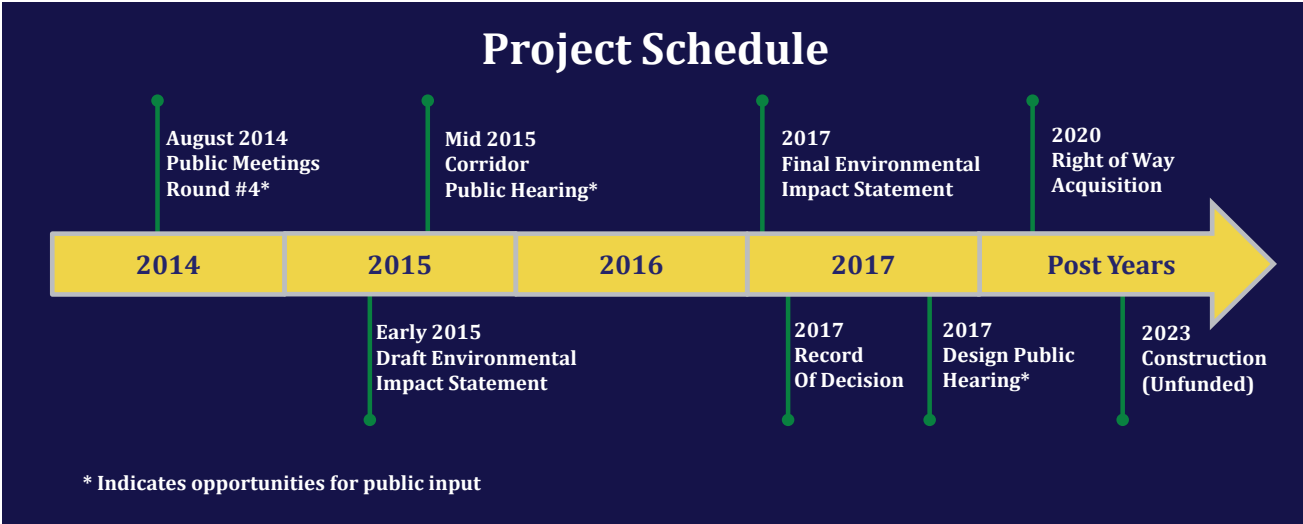 Project Schedule
August 2014
Public Meetings
Round #4*
Mid 2015
Corridor
Public Hearing*
2017
Final Environmental
Impact Statement
2020
Right of Way
Acquisition
2014
2015
2016
2017
Post Years
Early 2015
Draft Environmental
Impact Statement
2017
Record
Of Decision
2017
Design Public
Hearing*
2023
Construction
(Unfunded)
* Indicates opportunities for public input